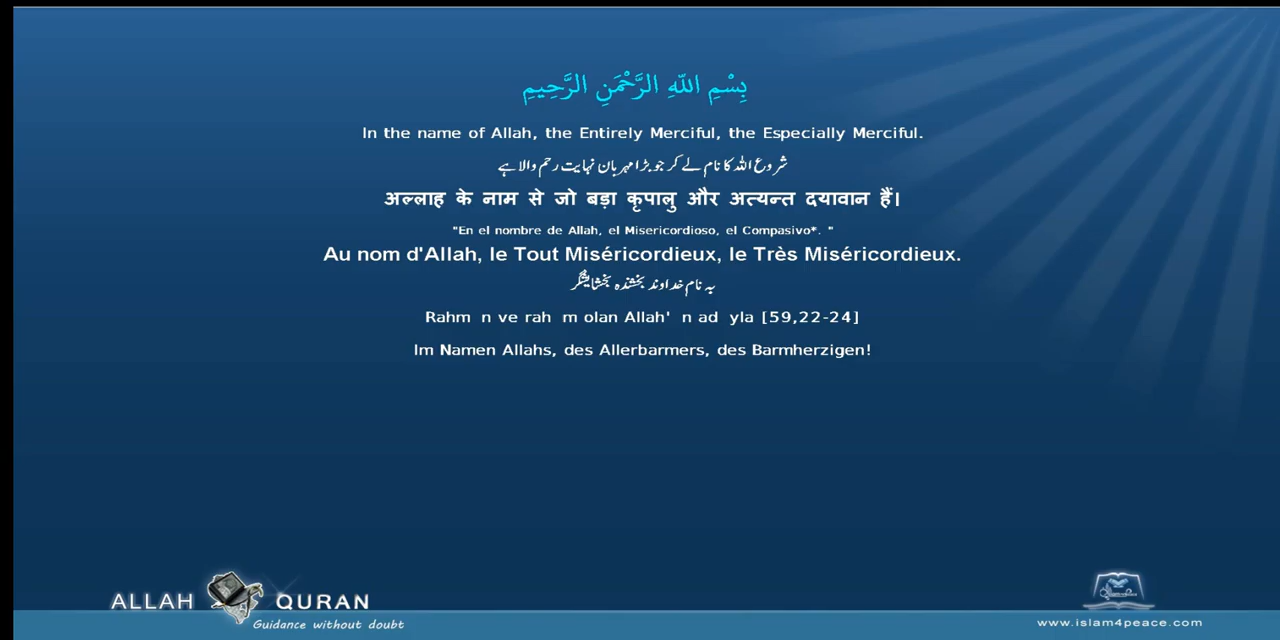 بِسْمِ اللّهِ الرَّحْمَنِ الرَّحِيمِ
In the name of Allah, the Entirely Merciful, the Especially Merciful.
شروع الله کا نام لے کر جو بڑا مہربان نہایت رحم والا ہے
अल्लाह के नाम से जो बड़ा कृपालु और अत्यन्त दयावान हैं।
"En el nombre de Allah, el Misericordioso, el Compasivo*. "
Au nom d'Allah, le Tout Miséricordieux, le Très Miséricordieux.
به نام خداوند بخشنده بخشایشگر
Rahm n ve rah m olan Allah' n ad yla [59,22-24]
Im Namen Allahs, des Allerbarmers, des Barmherzigen!
ALLAH QURAN
Guidance without doubt
www.islam4peace.com